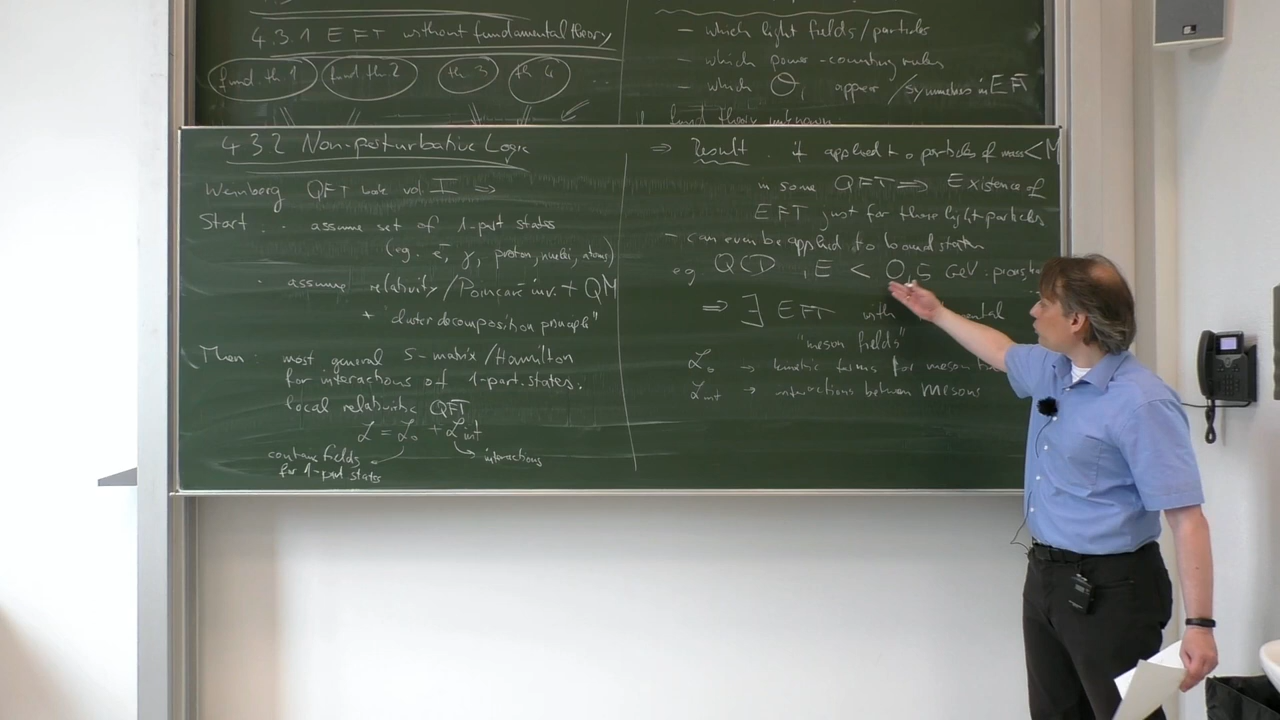 4.3.1 EFT without fundamental theory
fund. th 1 fund th. 2 th. 3 th 4
- which light fields/particles
- which power-counting rules
- which O, appear/symmetries in EFT
fund theory unknown
4.3.2 Non-perturbative Logic
Weinberg QFT book vol. I ⇒
Start: · assume set of 1-part states
(e.g. e⁻, γ, proton, nuclei, atoms)
· assume relativity/Poincaré inv. + QM
+ "cluster decomposition principle"
Then: most general S-matrix/Hamilton
for interactions of 1-part. states:
local relativistic QFT
ℒ = ℒ₀ + ℒint
contains fields
for 1-part states
→ interactions
⇒ Result: if applied to particles of mass < M
in some QFT ⇒ Existence of
EFT just for those light particles
- can even be applied to bound states
e.g. QCD, E < 0,5 GeV
⇒ ∃ EFT with
"meson fields"
ℒ₀ → kinetic terms for meson
ℒint → interactions between mesons